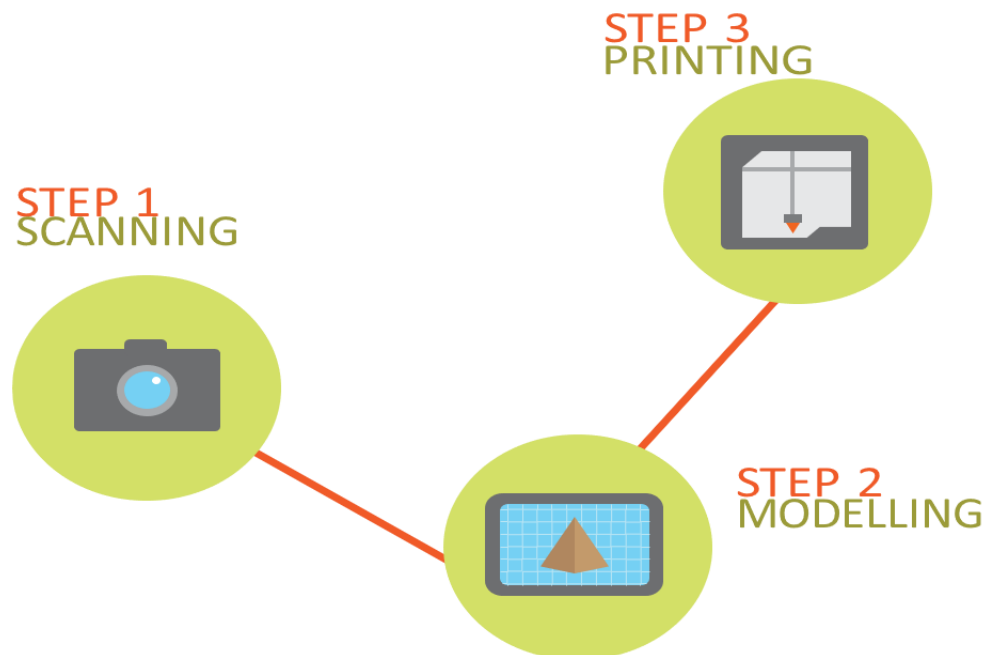 STEP 1
SCANNING
STEP 2
MODELLING
STEP 3
PRINTING